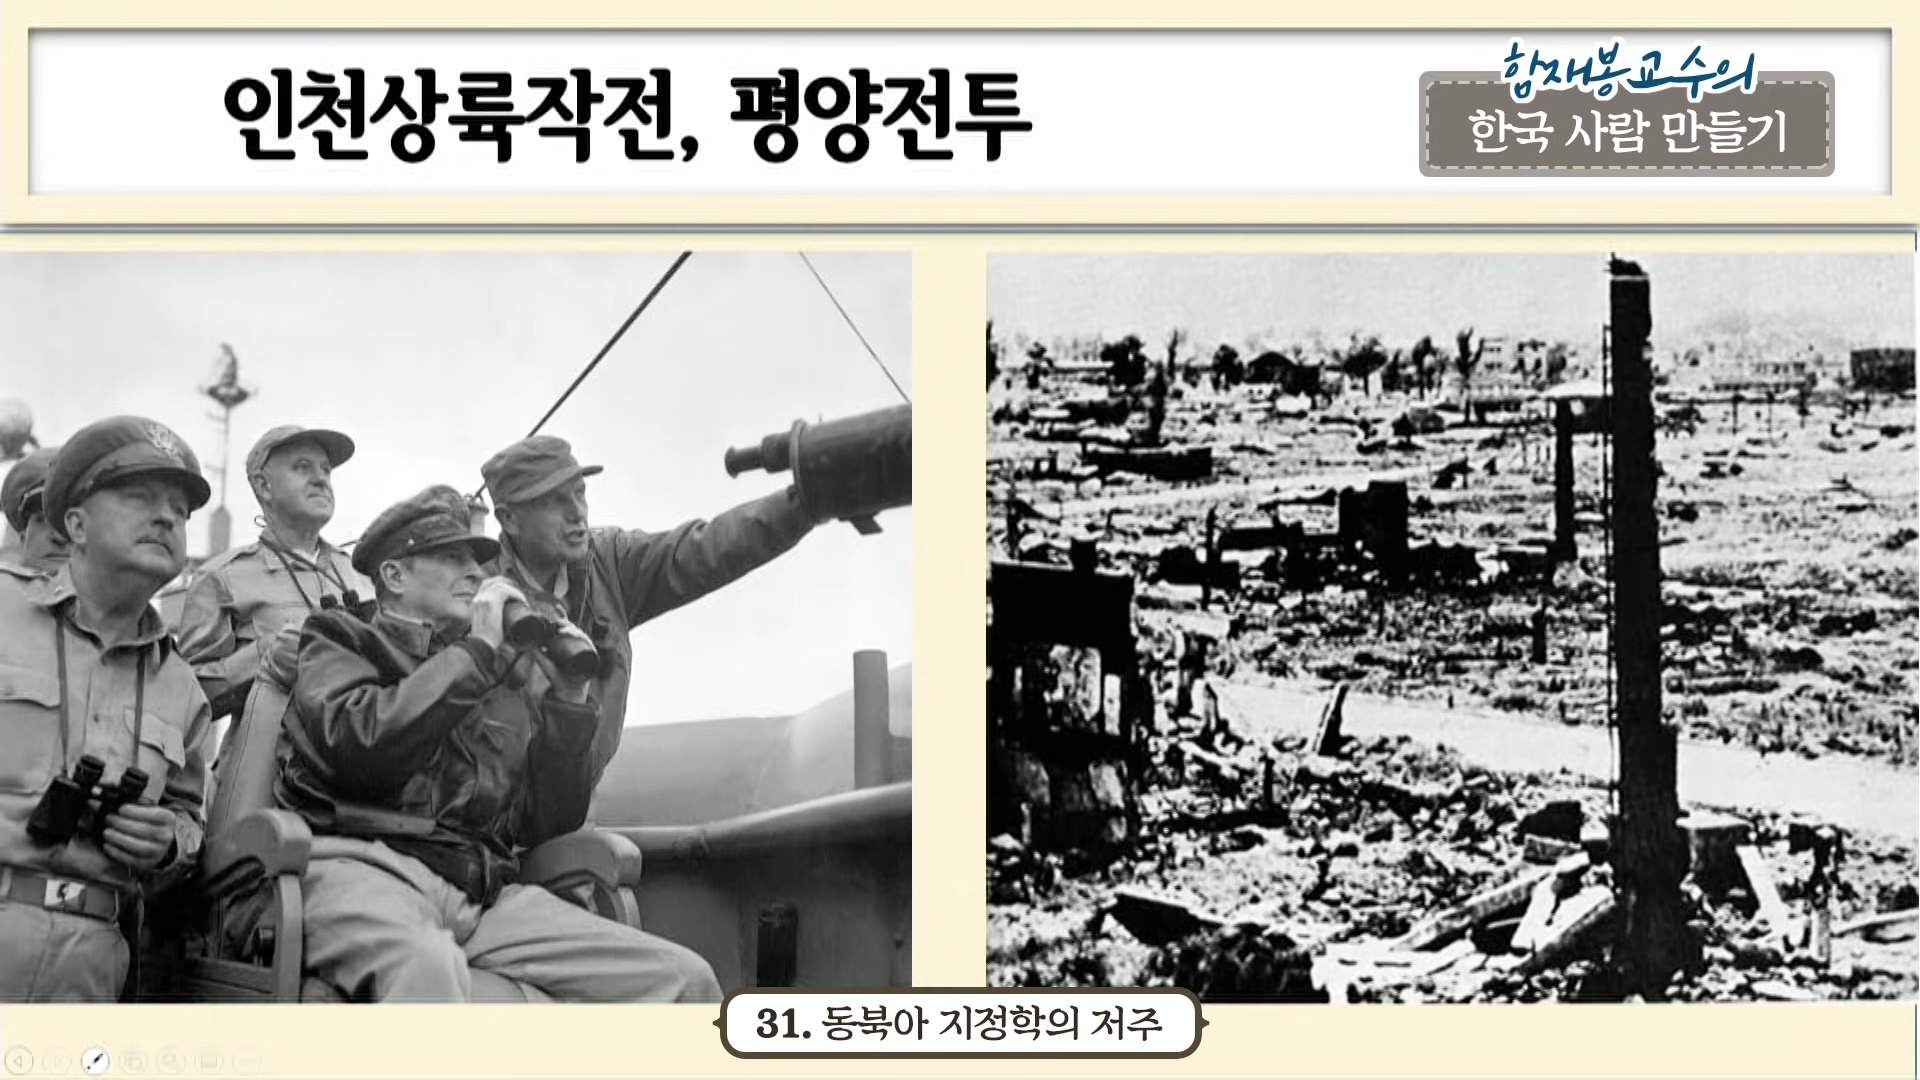 인천상륙작전, 평양전투
함재봉교수의
한국 사람 만들기
31. 동북아 지정학의 저주